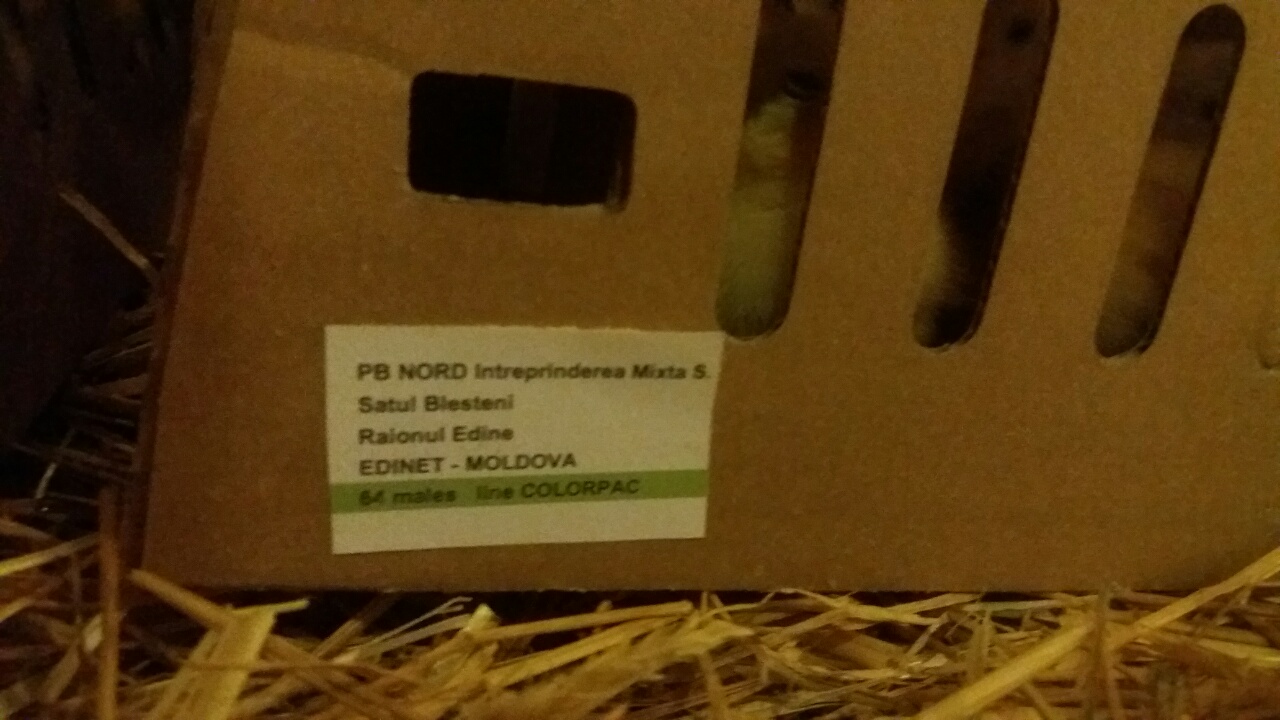 PB NORD Intreprinderea Mixta S.
Satul Blesteni
Raionul Edine
EDINET - MOLDOVA
64 males line COLORPAC